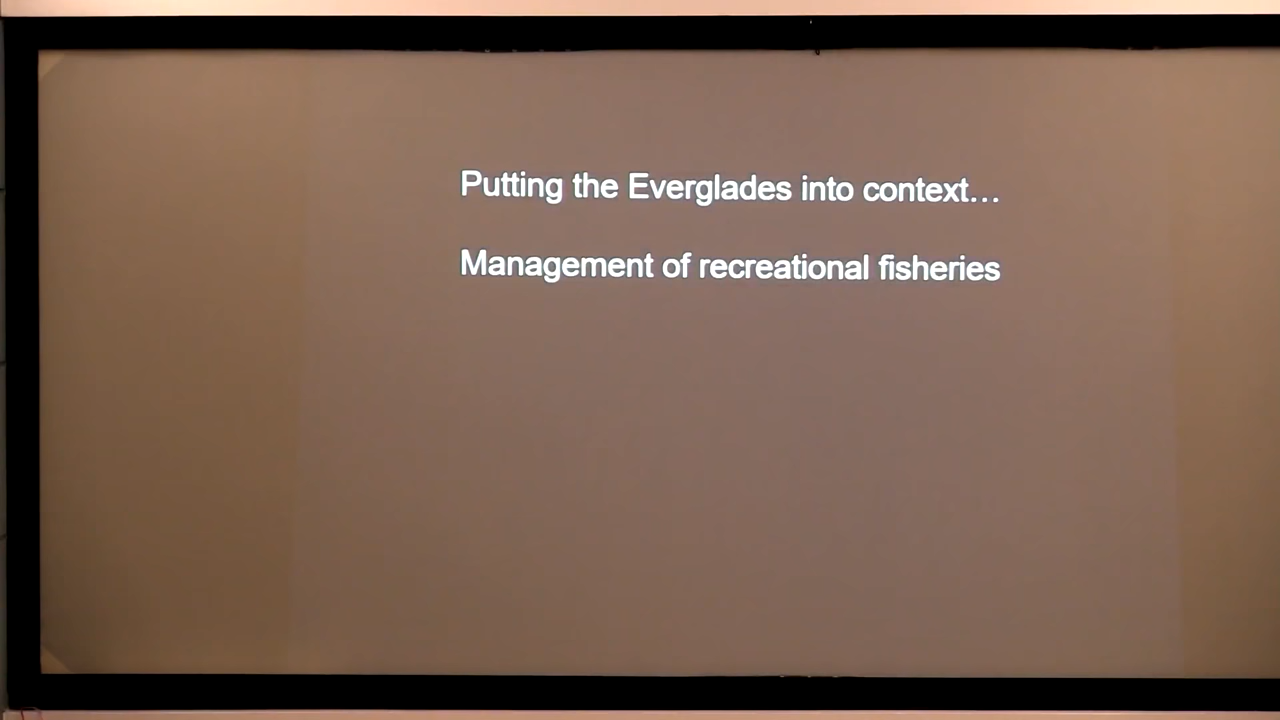 Putting the Everglades into context…
Management of recreational fisheries